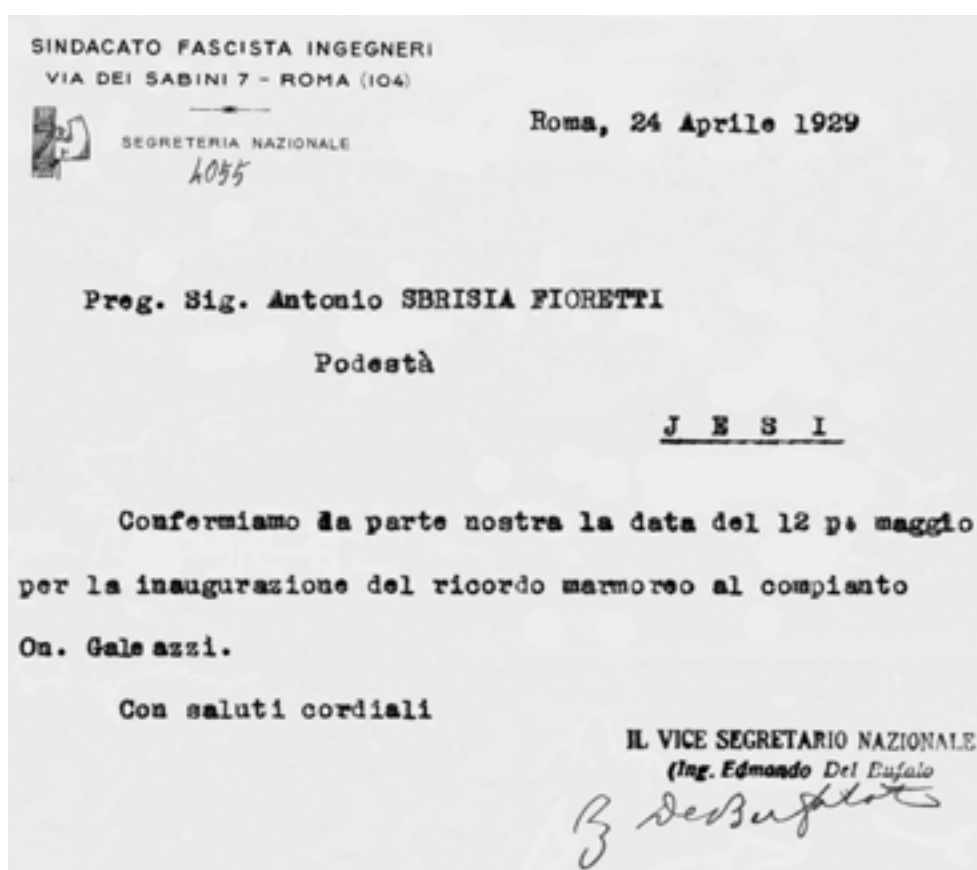 SINDACATO FASCISTA INGEGNERI
VIA DEI SABINI 7 - ROMA (104)
SEGRETERIA NAZIONALE
4055
Roma, 24 Aprile 1929
Preg. Sig. Antonio SBRISIA FIORETTI
Podestà
J E S I
Confermiamo da parte nostra la data del 12 p. maggio
per la inaugurazione del ricordo marmoreo al compianto
On. Galeazzi.
Con saluti cordiali
IL VICE SEGRETARIO NAZIONALE
(Ing. Edmondo Del Bufalo